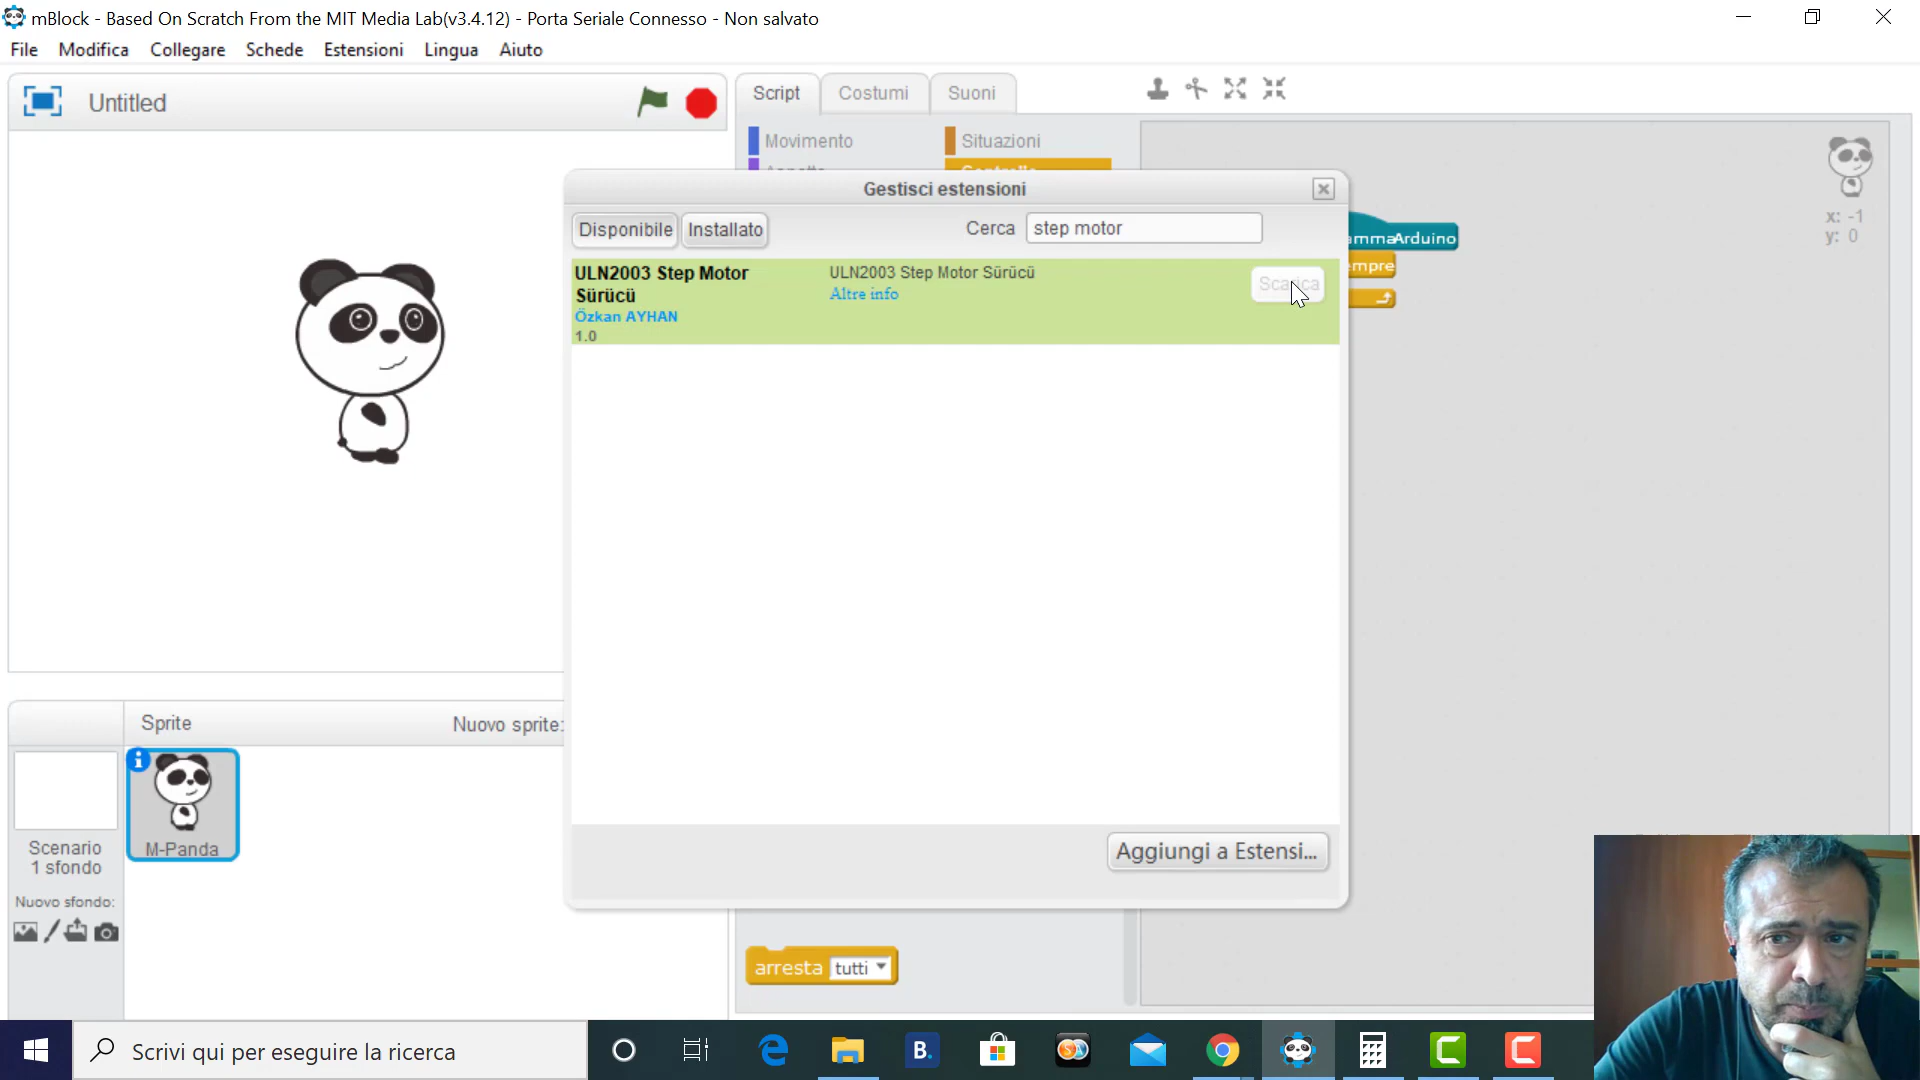 mBlock - Based On Scratch From the MIT Media Lab(v3.4.12) - Porta Seriale Connesso - Non salvato
File Modifica Collegare Schede Estensioni Lingua Aiuto
Untitled
Script Costumi Suoni
Movimento Situazioni
Gestisci estensioni
Disponibile Installato Cerca step motor
ULN2003 Step Motor Sürücü
Özkan AYHAN
1.0
ULN2003 Step Motor Sürücü
Altre info
Scarica
mmaArduino
mpre
x: -1
y: 0
Aggiungi a Estensi...
Sprite Nuovo sprite:
M-Panda
Scenario
1 sfondo
Nuovo sfondo:
arresta tutti
Scrivi qui per eseguire la ricerca
B.